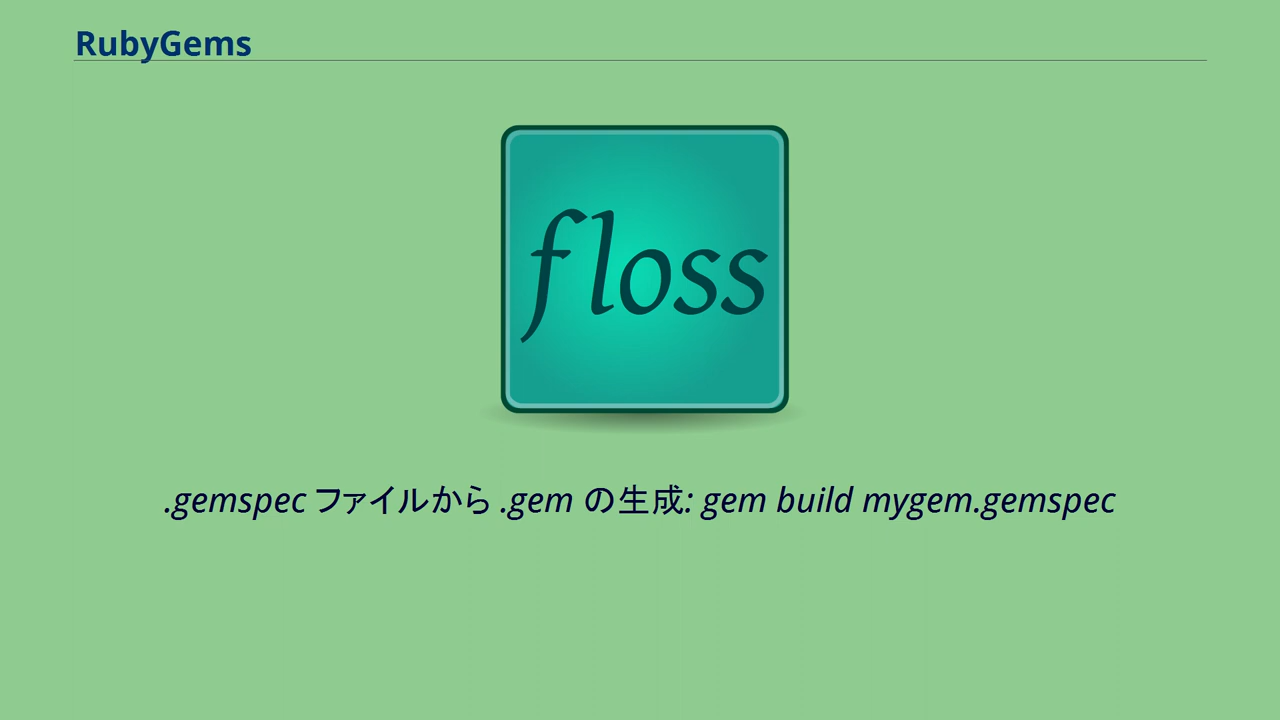 RubyGems
floss
.gemspec ファイルから .gem の生成: gem build mygem.gemspec